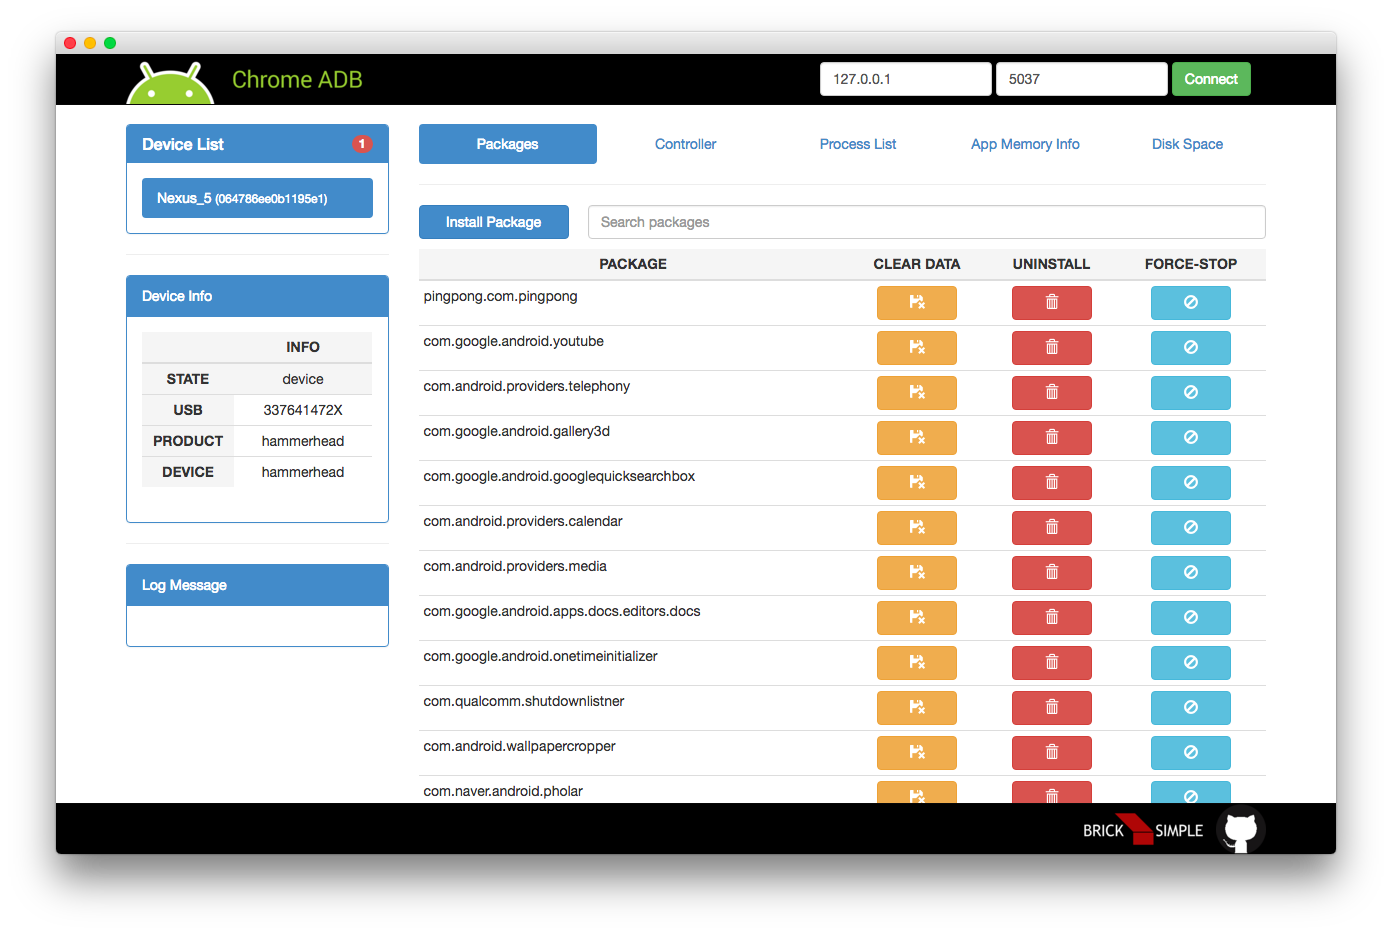 Chrome ADB
127.0.0.1 5037 Connect
Device List 1
Nexus_5 (064786ee0b1195e1)
Device Info
INFO
STATE device
USB 337641472X
PRODUCT hammerhead
DEVICE hammerhead
Log Message
Packages Controller Process List App Memory Info Disk Space
Install Package Search packages
PACKAGE CLEAR DATA UNINSTALL FORCE-STOP
pingpong.com.pingpong
com.google.android.youtube
com.android.providers.telephony
com.google.android.gallery3d
com.google.android.googlequicksearchbox
com.android.providers.calendar
com.android.providers.media
com.google.android.apps.docs.editors.docs
com.google.android.onetimeinitializer
com.qualcomm.shutdownlistner
com.android.wallpapercropper
com.naver.android.pholar
BRICK SIMPLE